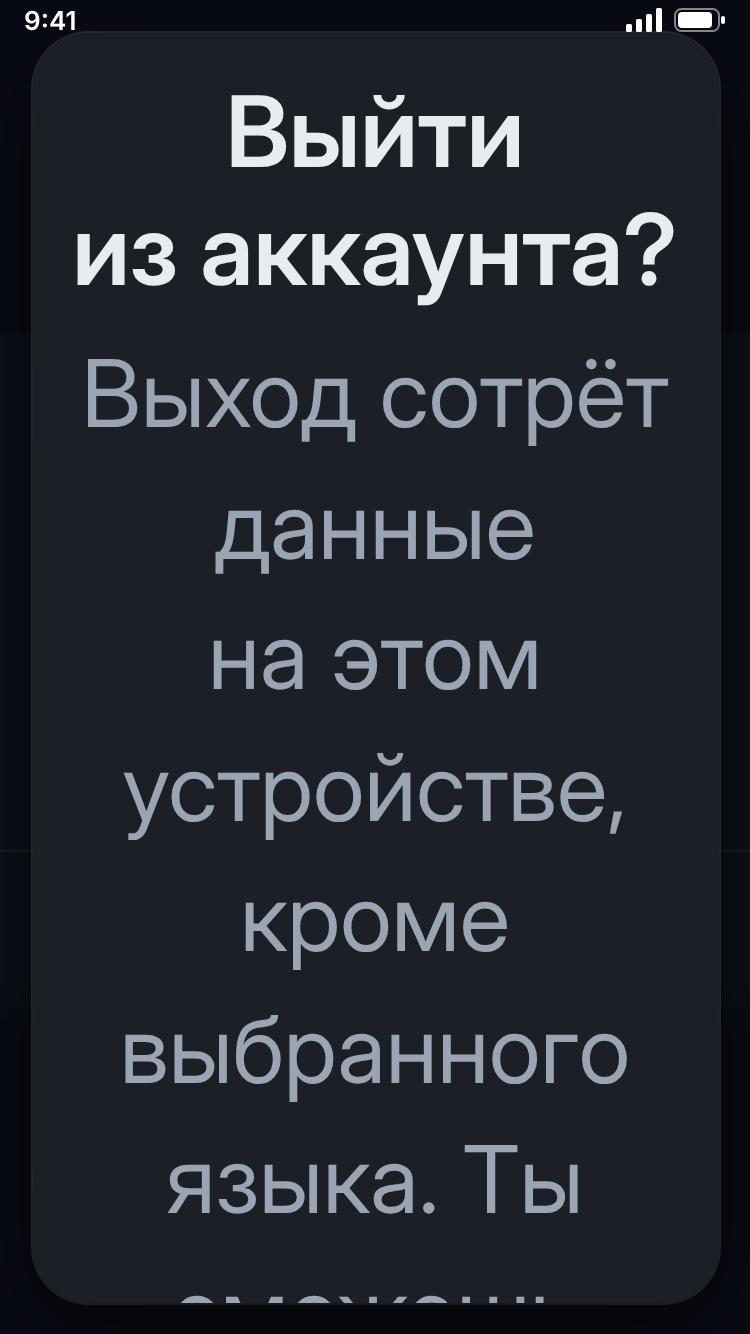 9:41
Выйти
из аккаунта?
Выход сотрёт
данные
на этом
устройстве,
кроме
выбранного
языка. Ты